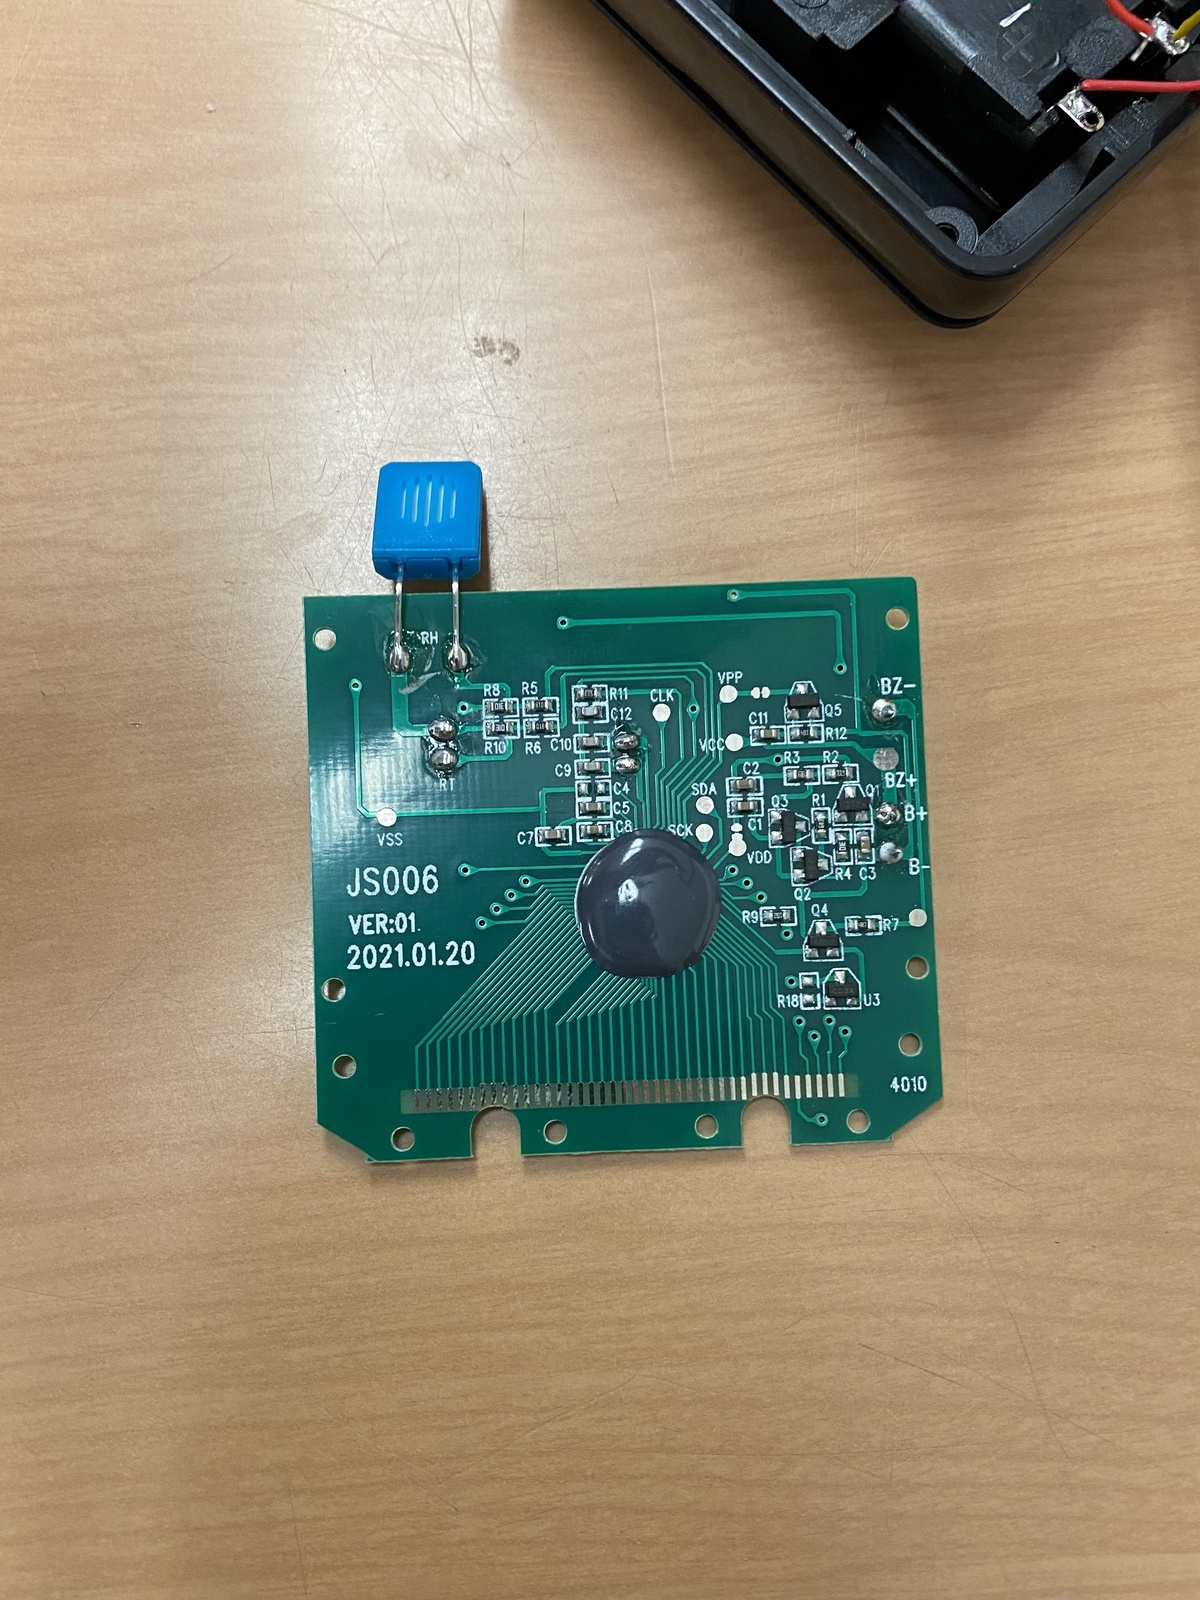 RH
R8
R5
R11
CLK
VPP
BZ-
C12
Q5
R10
R6
C10
VCC
C11
R12
RT
C9
R3
R2
BZ+
C4
C2
SDA
Q1
C5
Q3
R1
B+
VSS
C7
C8
SCK
C1
VDD
R4
C3
B-
Q2
JS006
VER:01
2021.01.20
R9
Q4
R7
R18
U3
4010
+